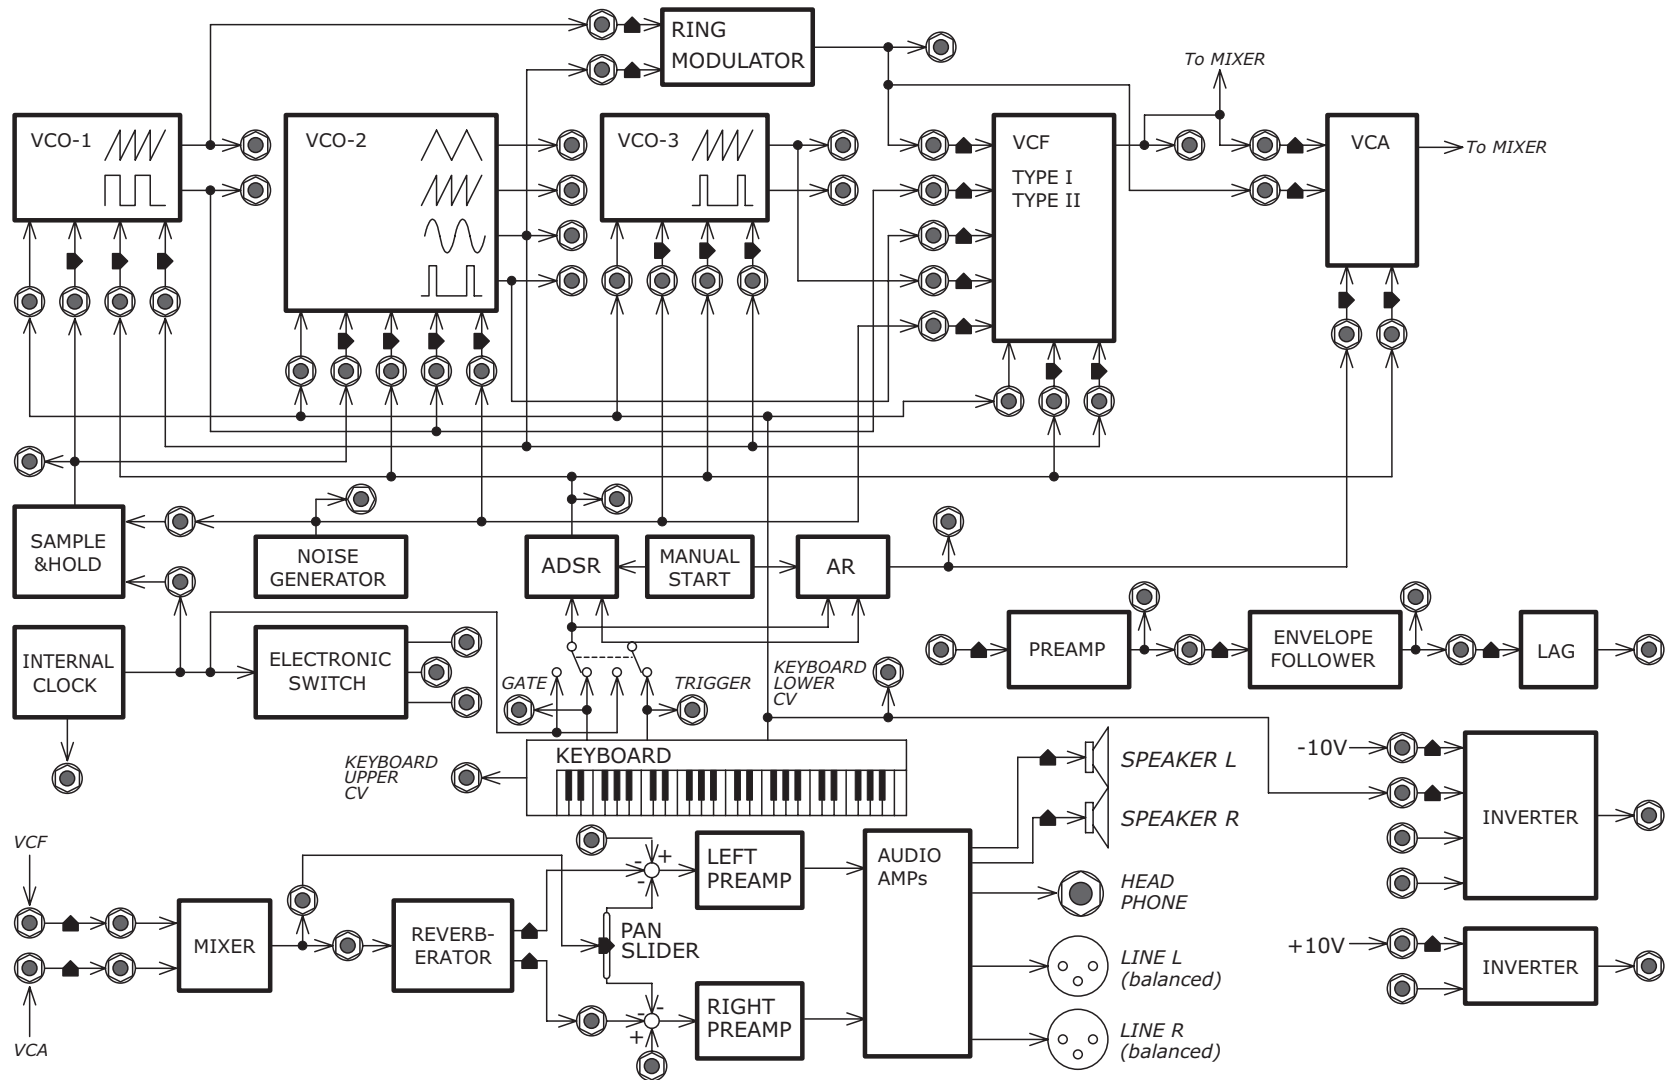 RING
MODULATOR
To MIXER
VCO-1
VCO-2
VCO-3
VCF
TYPE I
TYPE II
VCA
To MIXER
SAMPLE
&HOLD
NOISE
GENERATOR
ADSR
MANUAL
START
AR
INTERNAL
CLOCK
ELECTRONIC
SWITCH
GATE
TRIGGER
KEYBOARD
LOWER
CV
PREAMP
ENVELOPE
FOLLOWER
LAG
KEYBOARD
UPPER
CV
KEYBOARD
SPEAKER L
SPEAKER R
-10V
INVERTER
+10V
INVERTER
VCF
VCA
MIXER
REVERB-
ERATOR
PAN
SLIDER
-
+
-
LEFT
PREAMP
-
-
+
RIGHT
PREAMP
AUDIO
AMPs
HEAD
PHONE
LINE L
(balanced)
LINE R
(balanced)